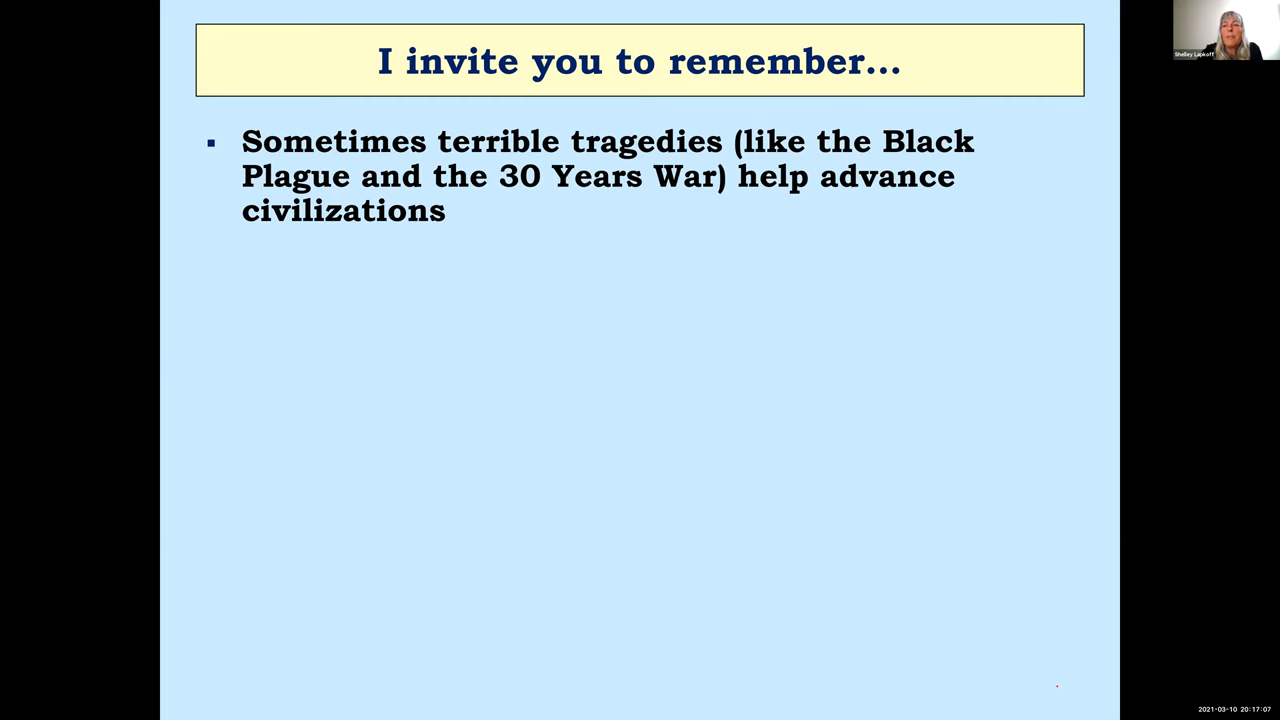 I invite you to remember...
▪ Sometimes terrible tragedies (like the Black
Plague and the 30 Years War) help advance
civilizations
Shelley Lapkoff
2021-03-10 20:17:07